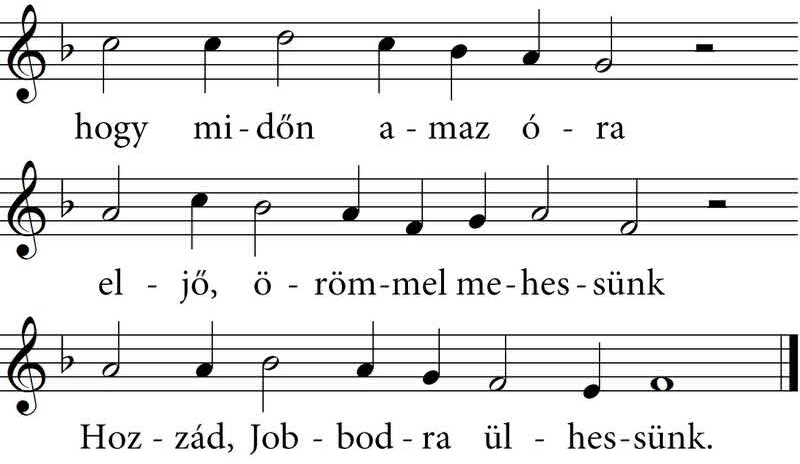 hogy mi - dőn a - maz ó - ra
el - jő, ö - röm - mel me - hes - sünk
Hoz - zád, Job - bod - ra ül - hes - sünk.